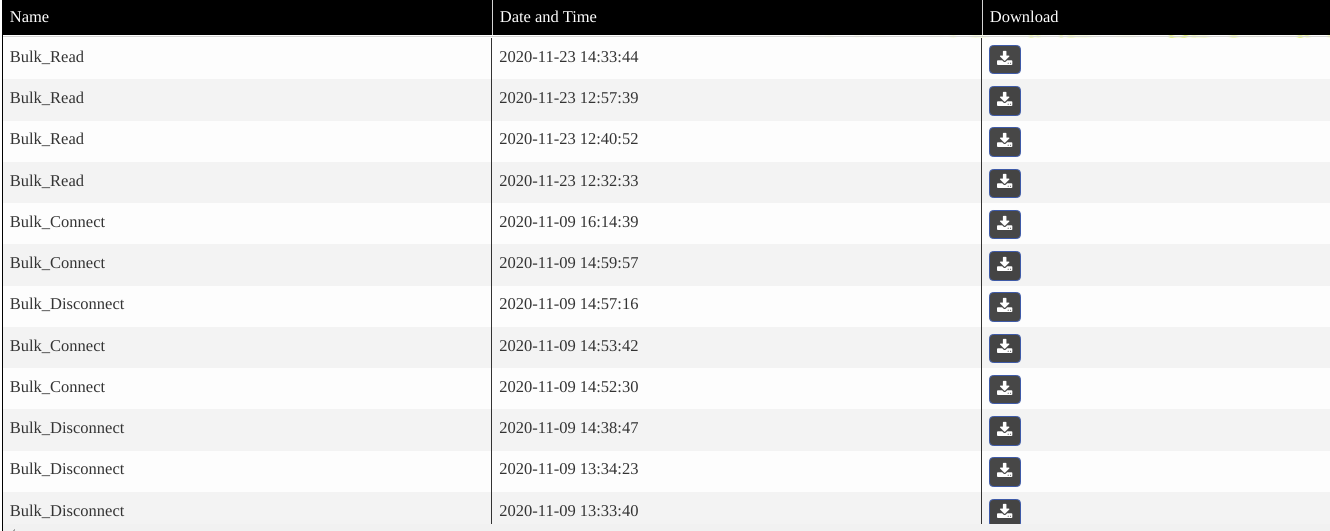 Name Date and Time Download
Bulk_Read 2020-11-23 14:33:44
Bulk_Read 2020-11-23 12:57:39
Bulk_Read 2020-11-23 12:40:52
Bulk_Read 2020-11-23 12:32:33
Bulk_Connect 2020-11-09 16:14:39
Bulk_Connect 2020-11-09 14:59:57
Bulk_Disconnect 2020-11-09 14:57:16
Bulk_Connect 2020-11-09 14:53:42
Bulk_Connect 2020-11-09 14:52:30
Bulk_Disconnect 2020-11-09 14:38:47
Bulk_Disconnect 2020-11-09 13:34:23
Bulk_Disconnect 2020-11-09 13:33:40